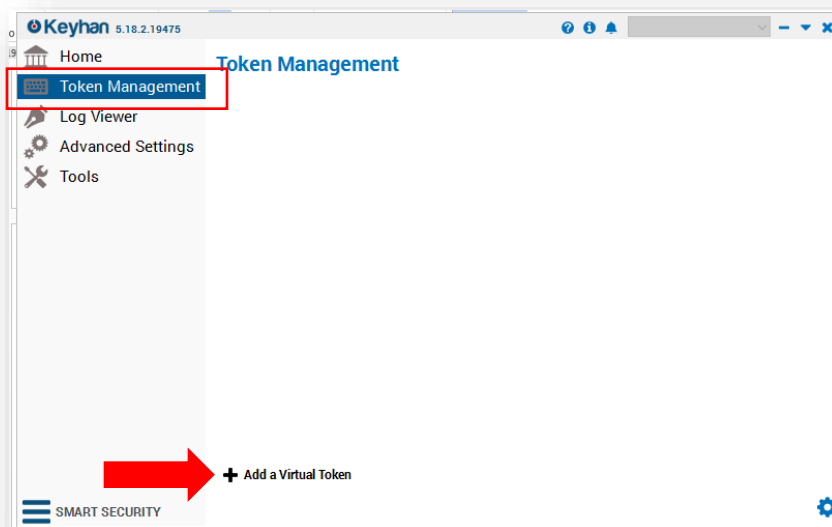 Keyhan 5.18.2.19475
Home
Token Management
Token Management
Log Viewer
Advanced Settings
Tools
Add a Virtual Token
SMART SECURITY